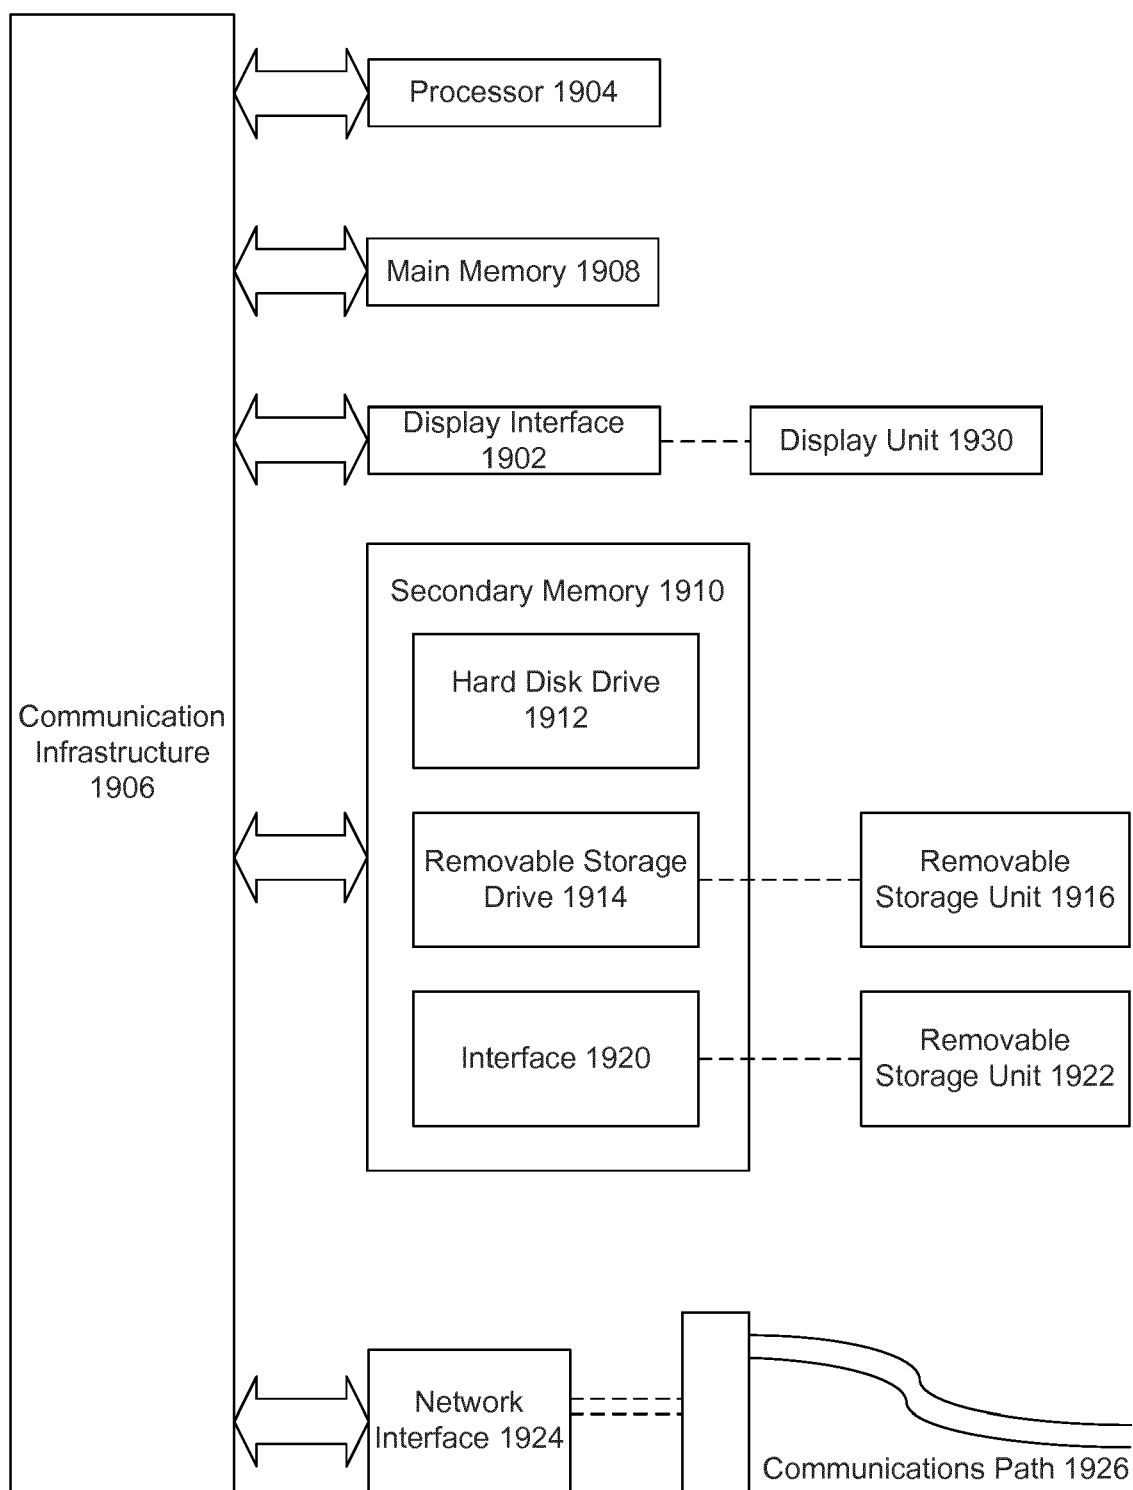 Processor 1904
Main Memory 1908
Display Interface
1902
Display Unit 1930
Secondary Memory 1910
Hard Disk Drive
1912
Communication
Infrastructure
1906
Removable Storage
Drive 1914
Removable
Storage Unit 1916
Interface 1920
Removable
Storage Unit 1922
Network
Interface 1924
Communications Path 1926